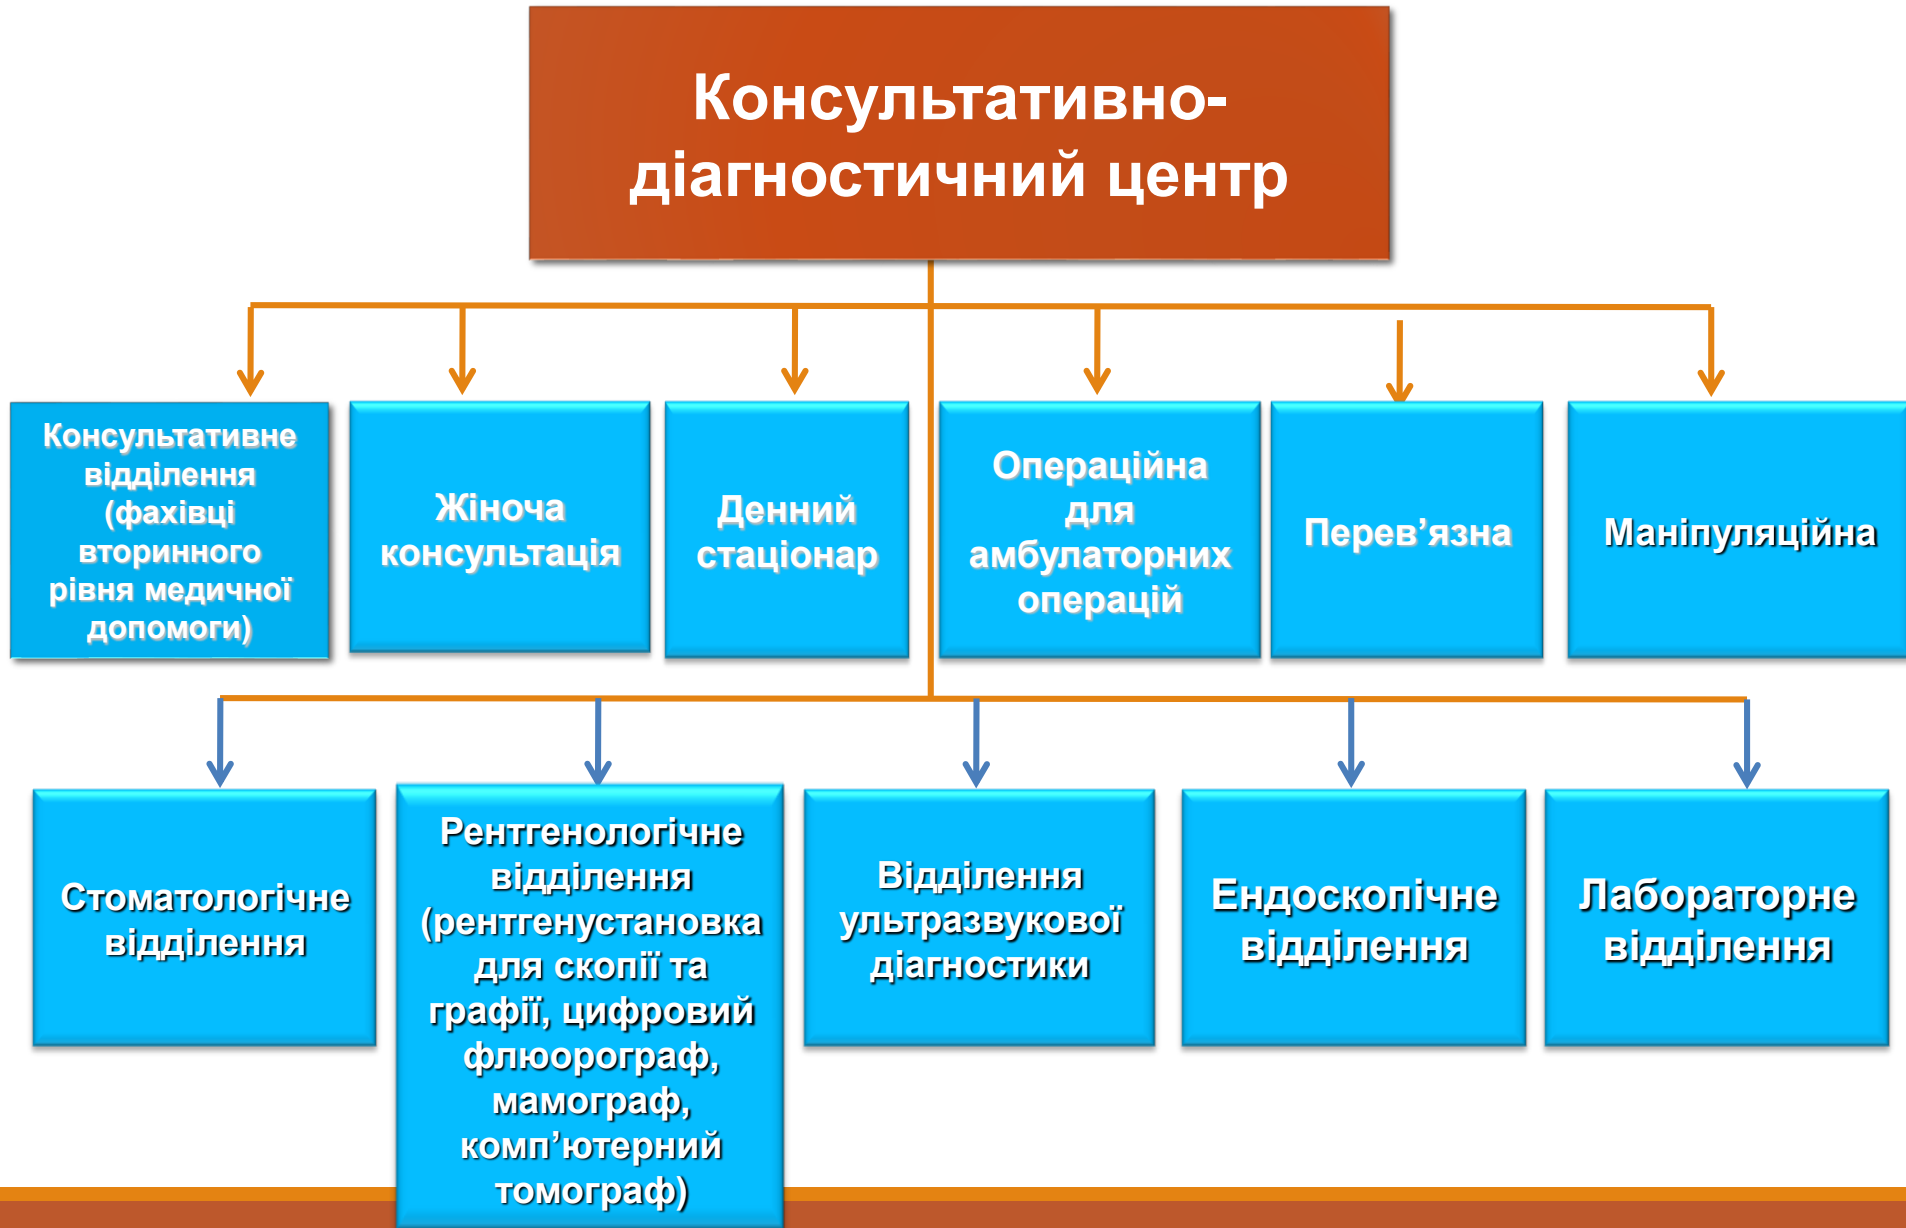 Консультативно-
діагностичний центр
Консультативне
відділення
(фахівці
вторинного
рівня медичної
допомоги)
Жіноча
консультація
Денний
стаціонар
Операційна
для
амбулаторних
операцій
Перев’язна
Маніпуляційна
Стоматологічне
відділення
Рентгенологічне
відділення
(рентгенустановка
для скопії та
графії, цифровий
флюорограф,
мамограф,
комп’ютерний
томограф)
Відділення
ультразвукової
діагностики
Ендоскопічне
відділення
Лабораторне
відділення